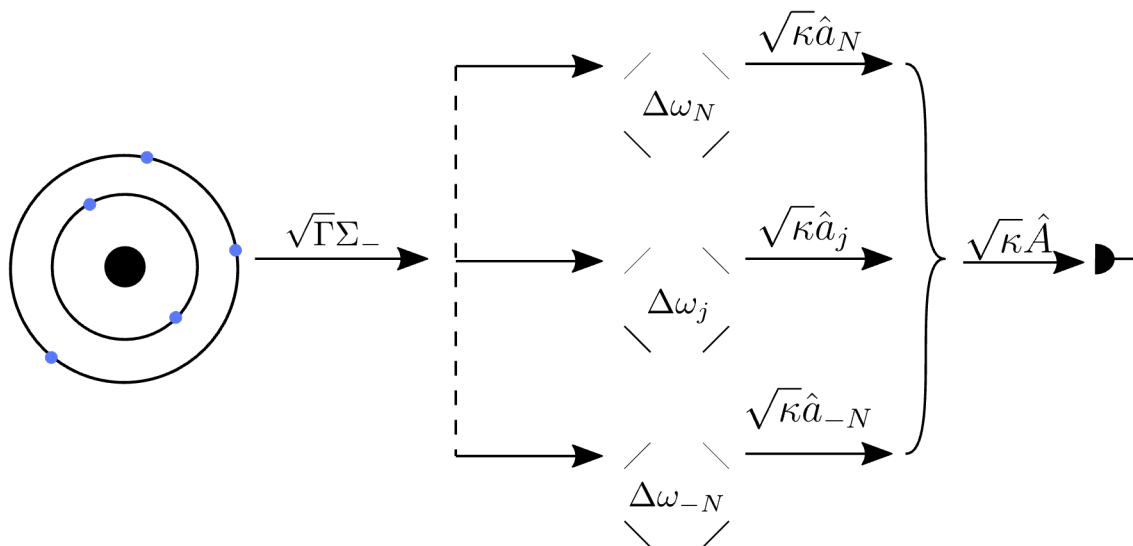 √κâ_N
Δω_N
√ΓΣ_-
√κâ_j
√κÂ
Δω_j
√κâ_{-N}
Δω_{-N}